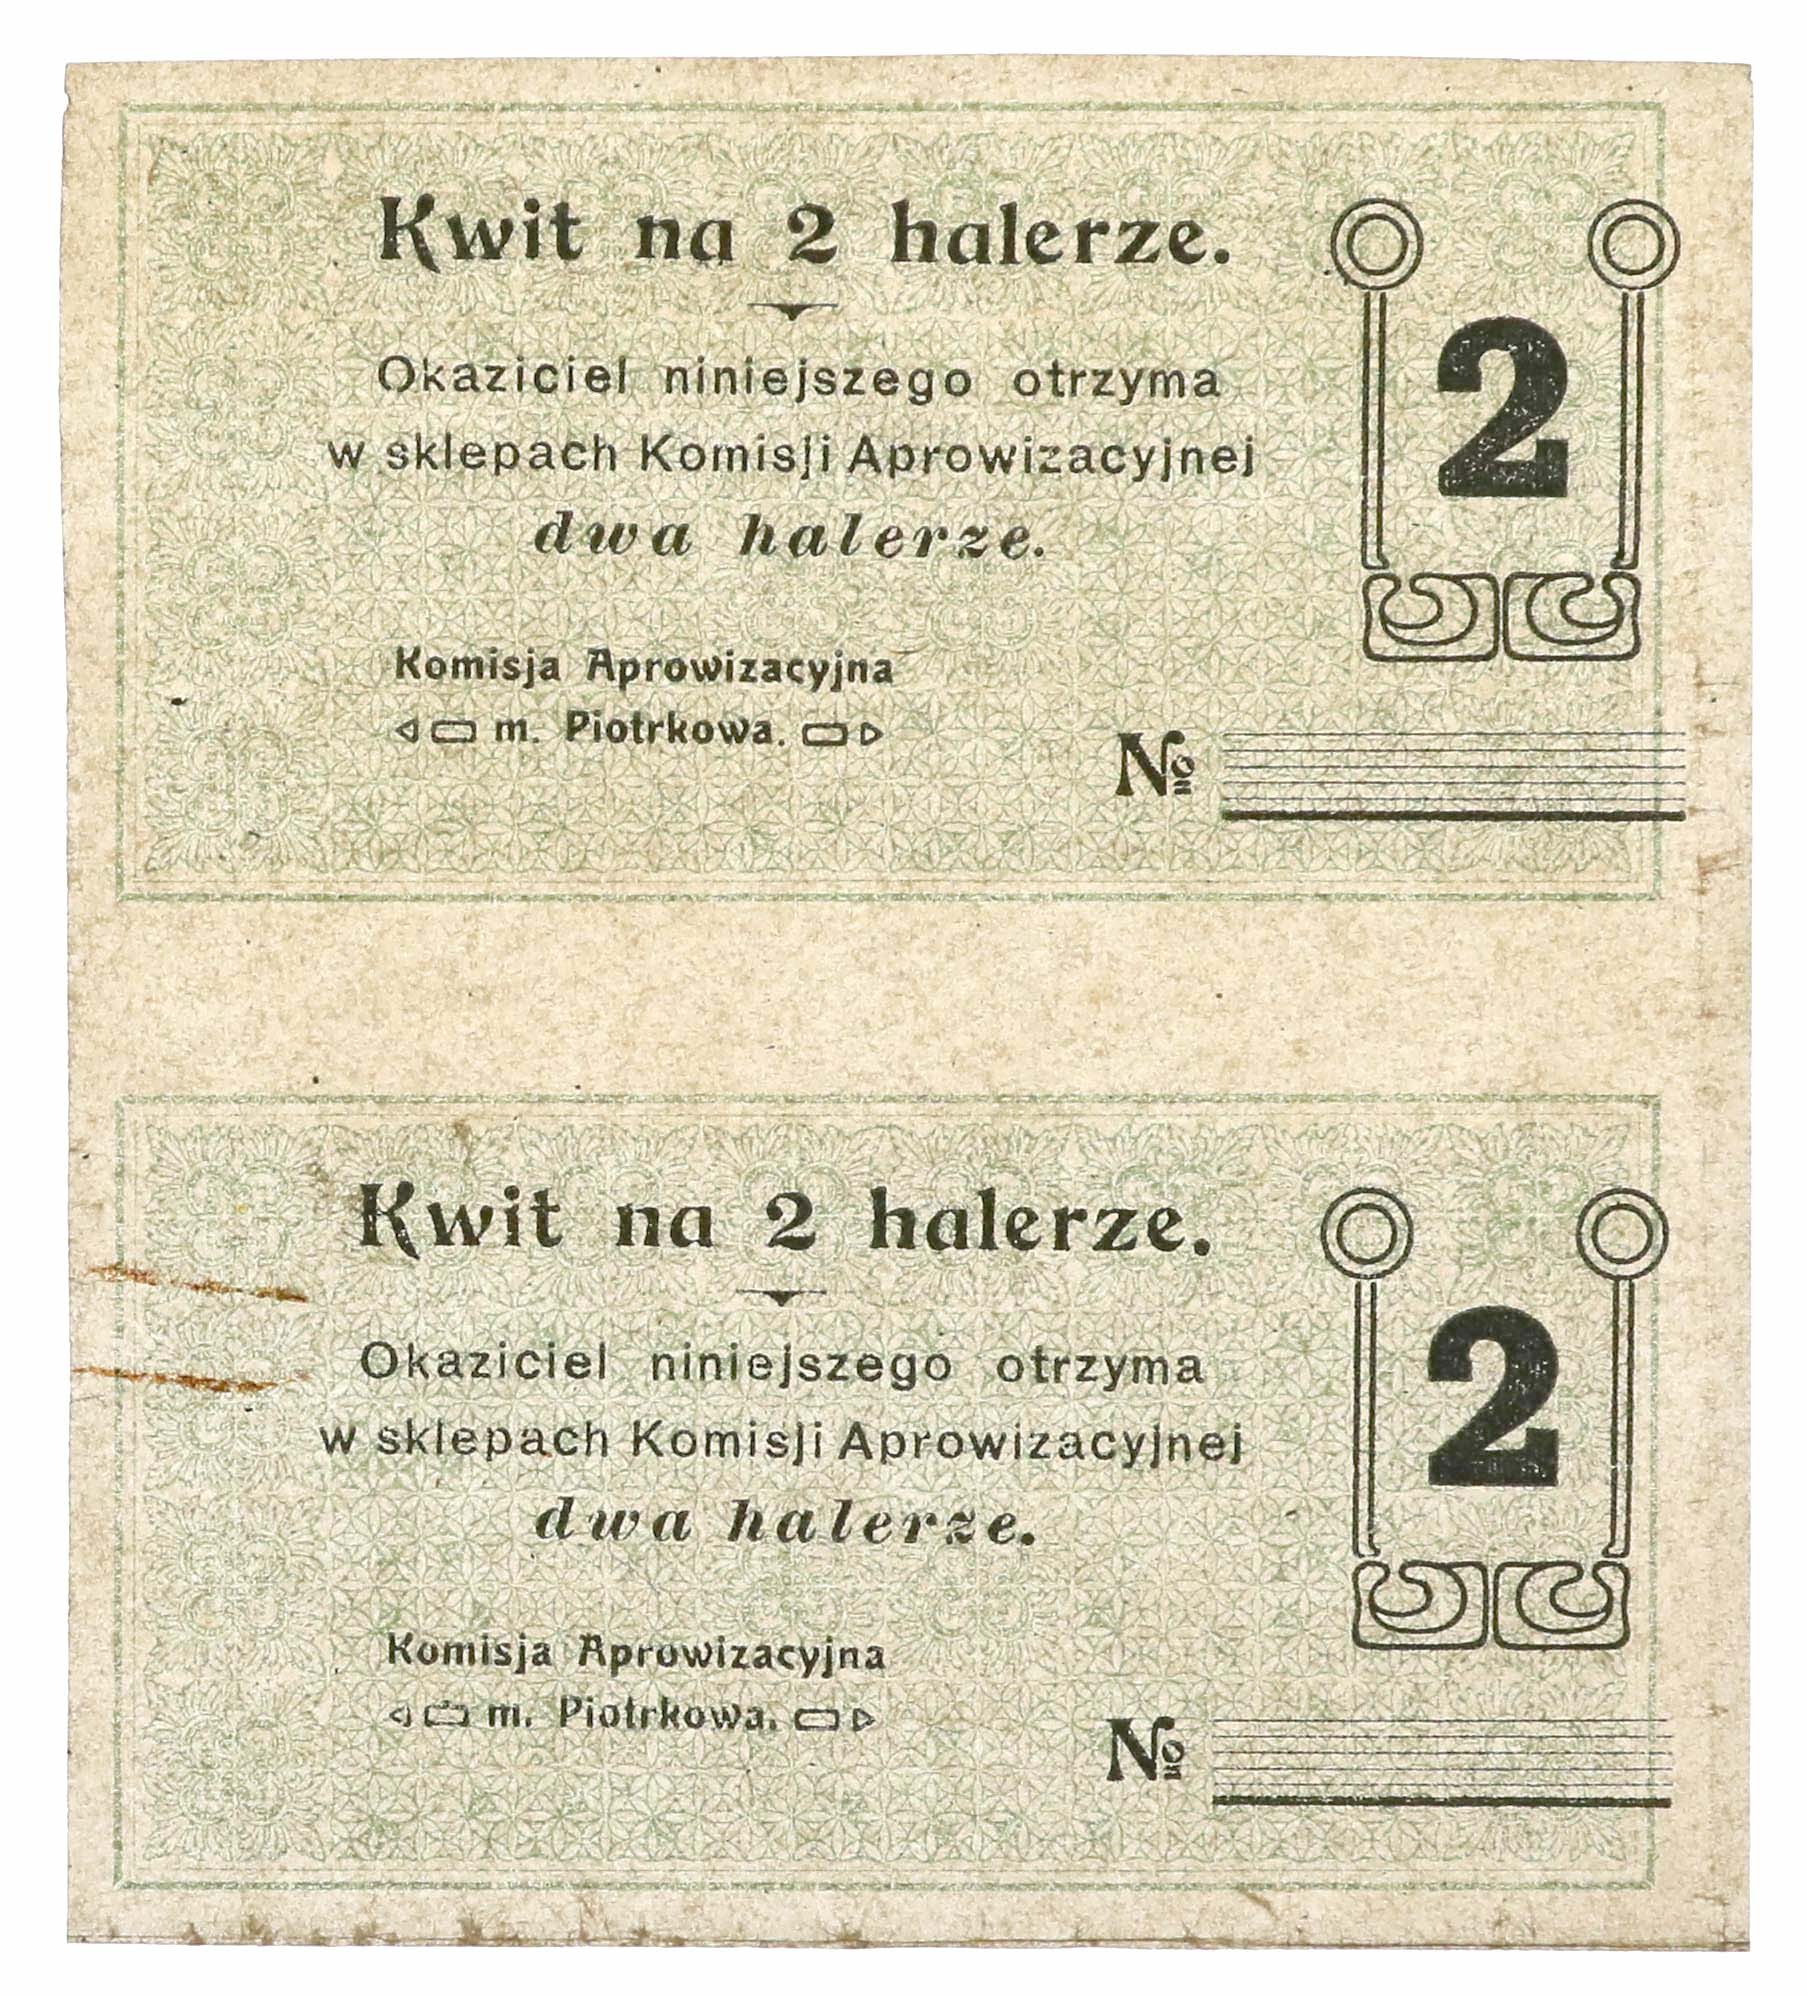 Kwit na 2 halerze.
2
Okaziciel niniejszego otrzyma
w sklepach Komisji Aprowizacyjnej
dwa halerze.
Komisja Aprowizacyjna
m. Piotrkowa.
№
Kwit na 2 halerze.
2
Okaziciel niniejszego otrzyma
w sklepach Komisji Aprowizacyjnej
dwa halerze.
Komisja Aprowizacyjna
m. Piotrkowa.
№